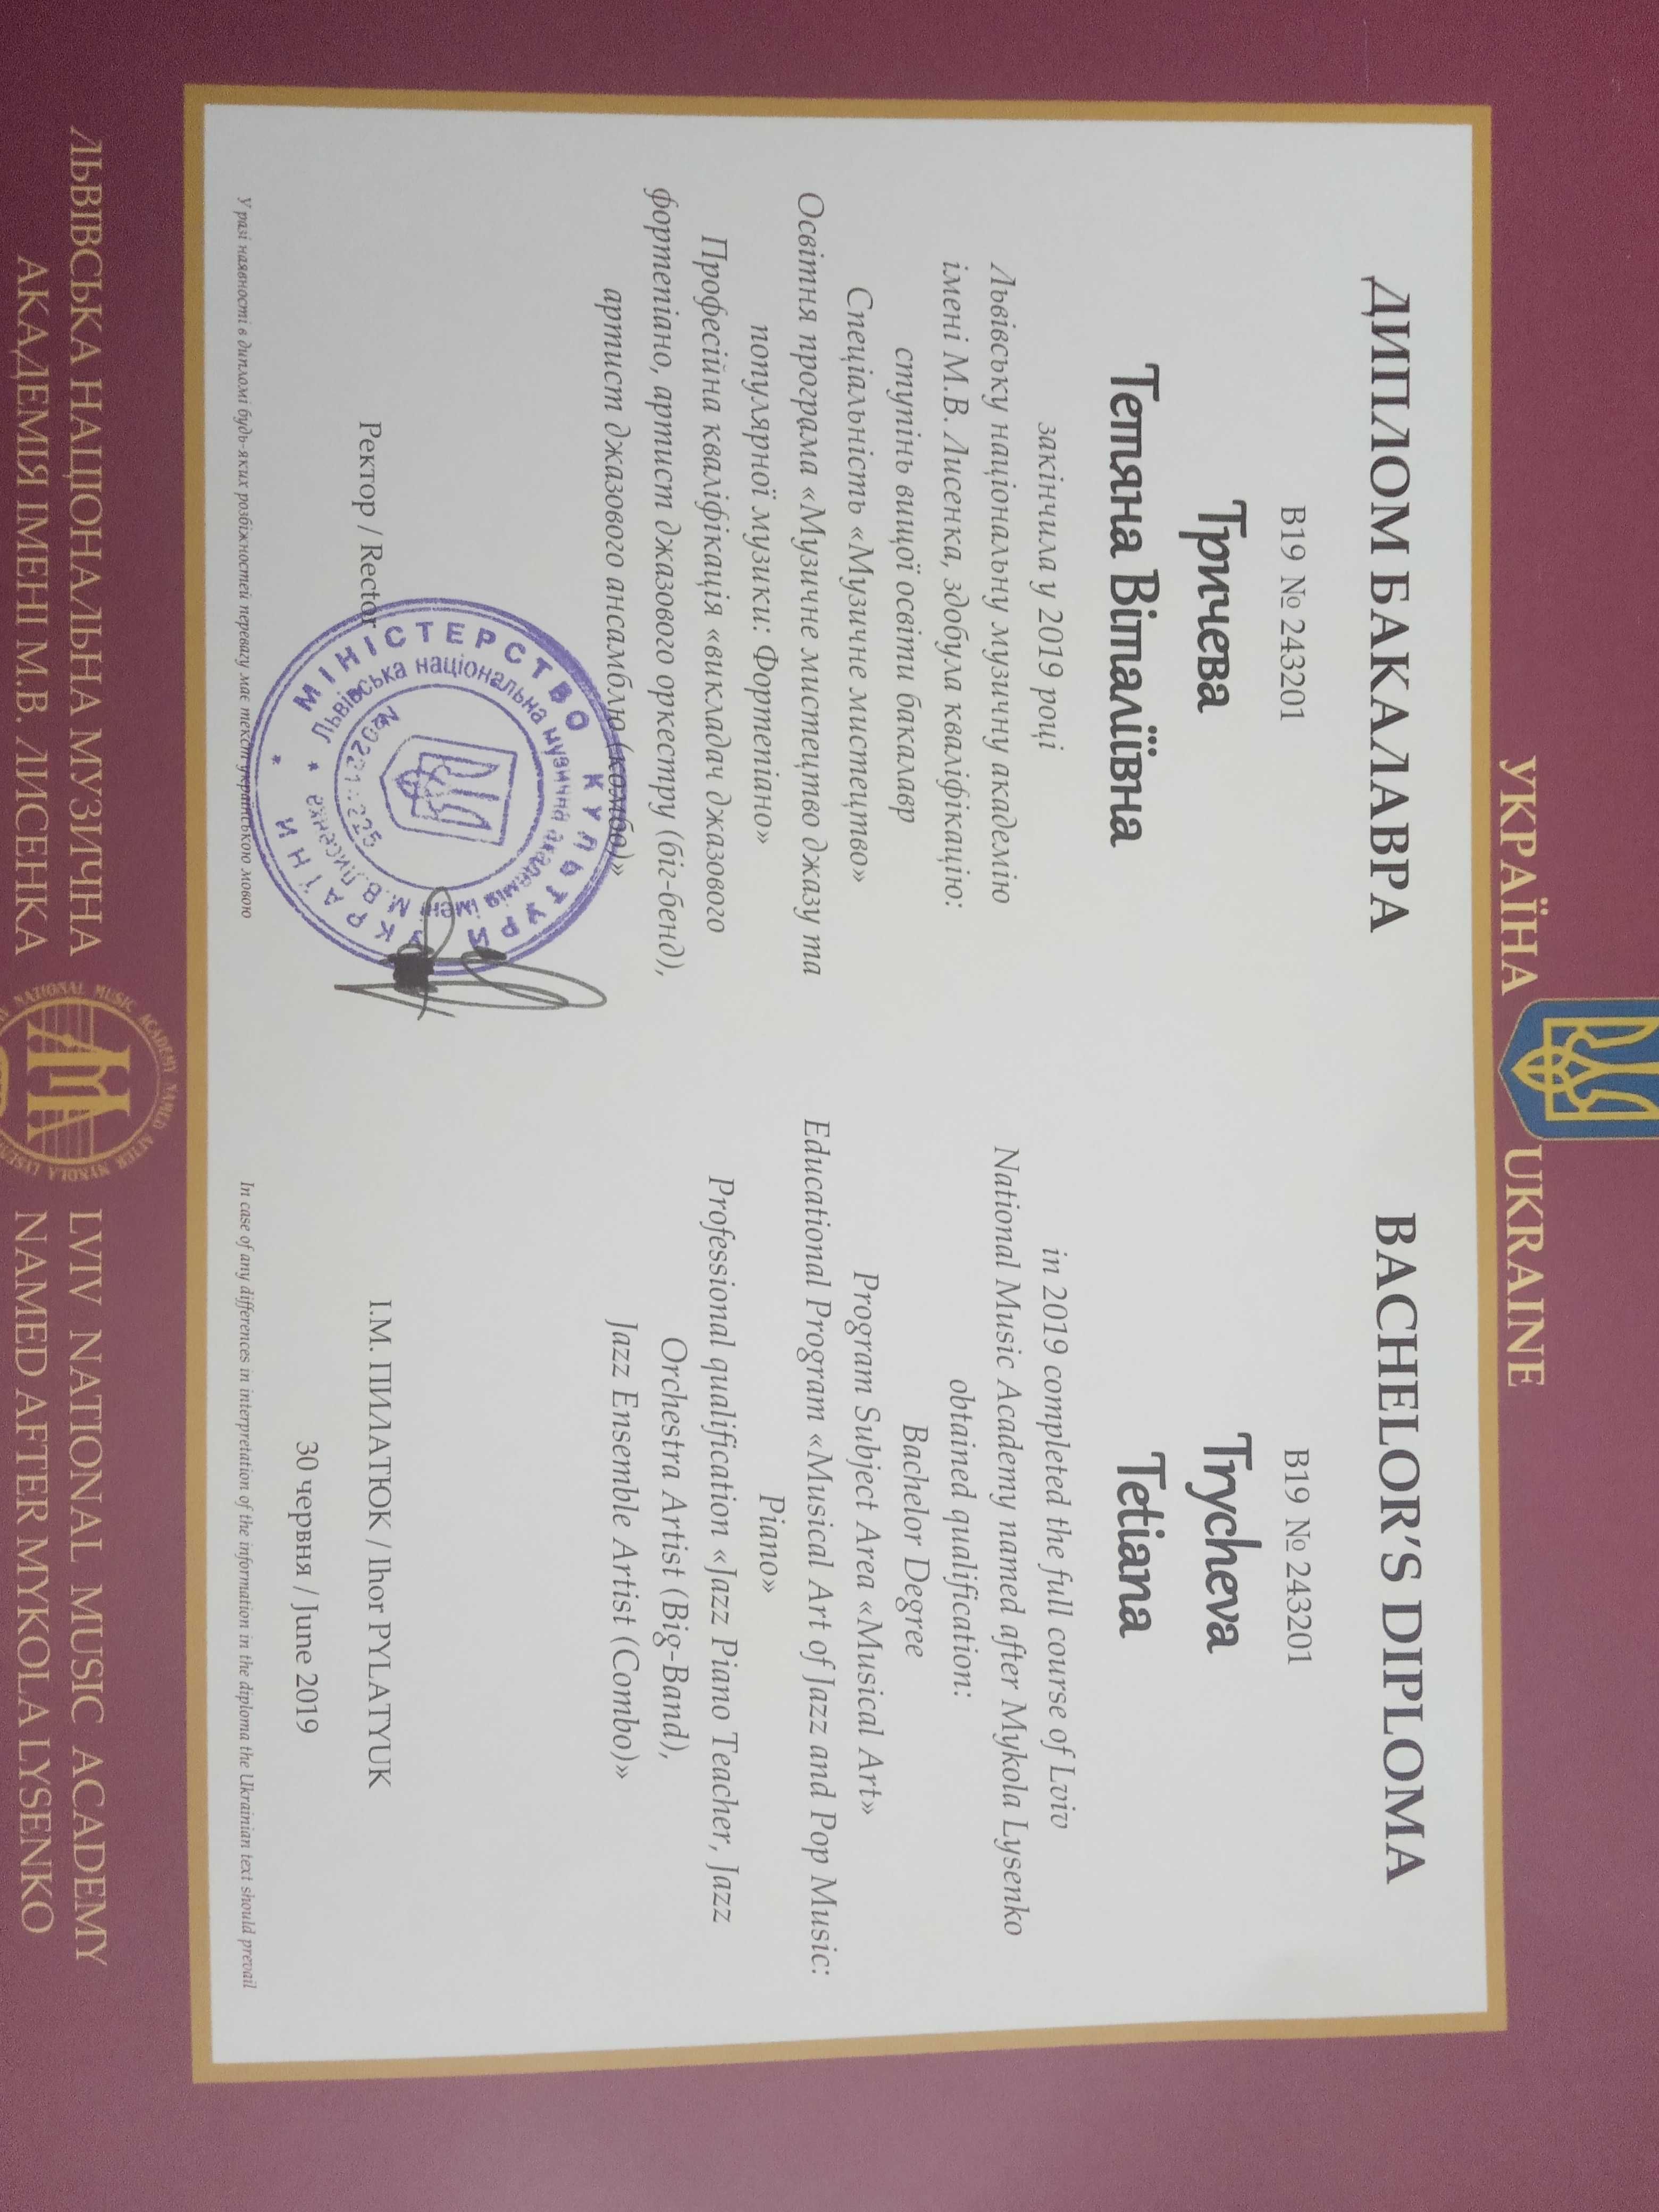 УКРАЇНА UKRAINE
ДИПЛОМ БАКАЛАВРА
В19 № 243201
Тричева
Тетяна Віталіївна
закінчила у 2019 році
Львівську національну музичну академію
імені М.В. Лисенка, здобула кваліфікацію:
ступінь вищої освіти бакалавр
Спеціальність «Музичне мистецтво»
Освітня програма «Музичне мистецтво джазу та
популярної музики: Фортепіано»
Професійна кваліфікація «викладач джазового
фортепіано, артист джазового оркестру (біг-бенд),
артист джазового ансамблю (комбо)»
Ректор / Rector
МІНІСТЕРСТВО КУЛЬТУРИ УКРАЇНИ
Львівська національна музична академія імені М.В.Лисенка
У разі наявності в дипломі будь-яких розбіжностей перевагу має текст українською мовою
BACHELOR'S DIPLOMA
B19 № 243201
Trycheva
Tetiana
in 2019 completed the full course of Lviv
National Music Academy named after Mykola Lysenko
obtained qualification:
Bachelor Degree
Program Subject Area «Musical Art»
Educational Program «Musical Art of Jazz and Pop Music:
Piano»
Professional qualification «Jazz Piano Teacher, Jazz
Orchestra Artist (Big-Band),
Jazz Ensemble Artist (Combo)»
І.М. ПИЛАТЮК / Ihor PYLATYUK
30 червня / June 2019
In case of any differences in interpretation of the information in the diploma the Ukrainian text should prevail
ЛЬВІВСЬКА НАЦІОНАЛЬНА МУЗИЧНА
АКАДЕМІЯ ІМЕНІ М.В. ЛИСЕНКА
NATIONAL MUSIC ACADEMY NAMED AFTER MYKOLA LYSENKO
LVIV NATIONAL MUSIC ACADEMY
NAMED AFTER MYKOLA LYSENKO